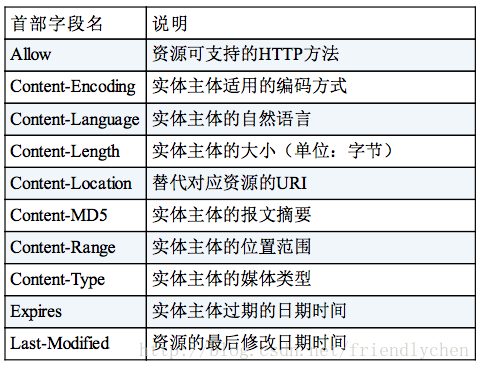 首部字段名 说明
Allow 资源可支持的HTTP方法
Content-Encoding 实体主体适用的编码方式
Content-Language 实体主体的自然语言
Content-Length 实体主体的大小（单位：字节）
Content-Location 替代对应资源的URI
Content-MD5 实体主体的报文摘要
Content-Range 实体主体的位置范围
Content-Type 实体主体的媒体类型
Expires 实体主体过期的日期时间
Last-Modified 资源的最后修改日期时间
http://blog.csdn.net/friendlychen